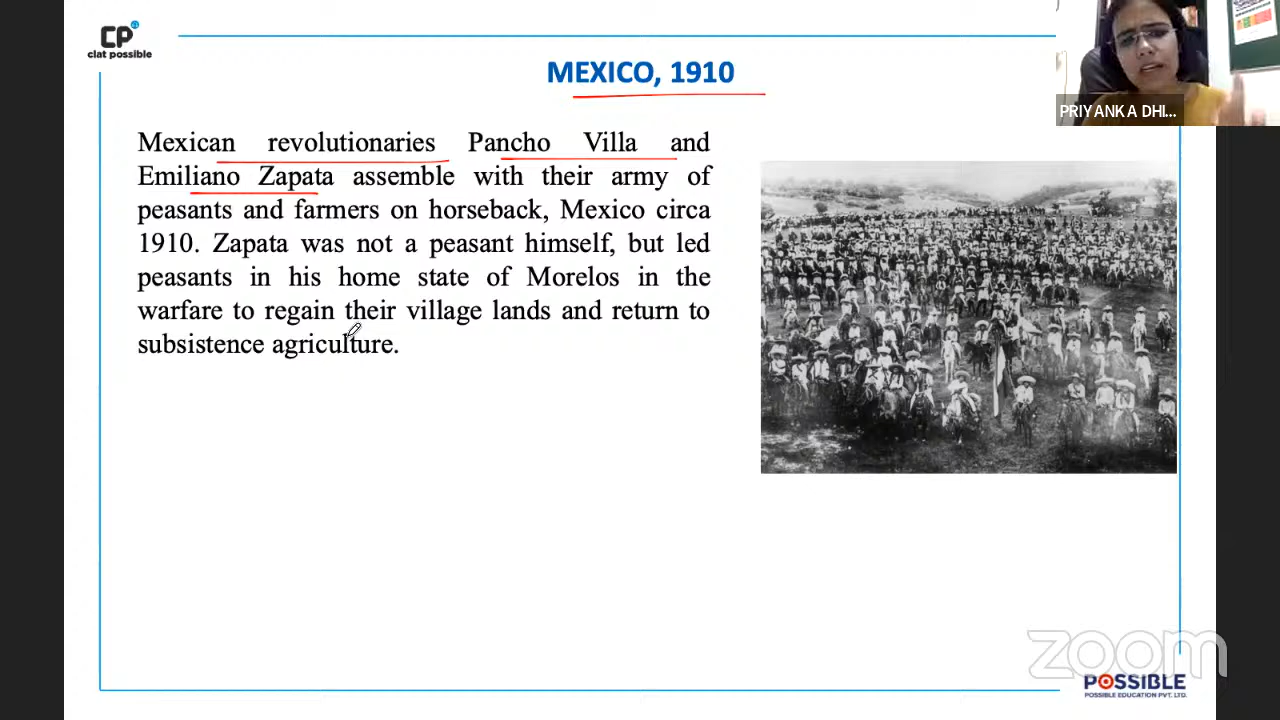 CP
clat possible
MEXICO, 1910
PRIYANKA DHI...
Mexican revolutionaries Pancho Villa and
Emiliano Zapata assemble with their army of
peasants and farmers on horseback, Mexico circa
1910. Zapata was not a peasant himself, but led
peasants in his home state of Morelos in the
warfare to regain their village lands and return to
subsistence agriculture.
zoom
POSSIBLE
POSSIBLE EDUCATION PVT. LTD.